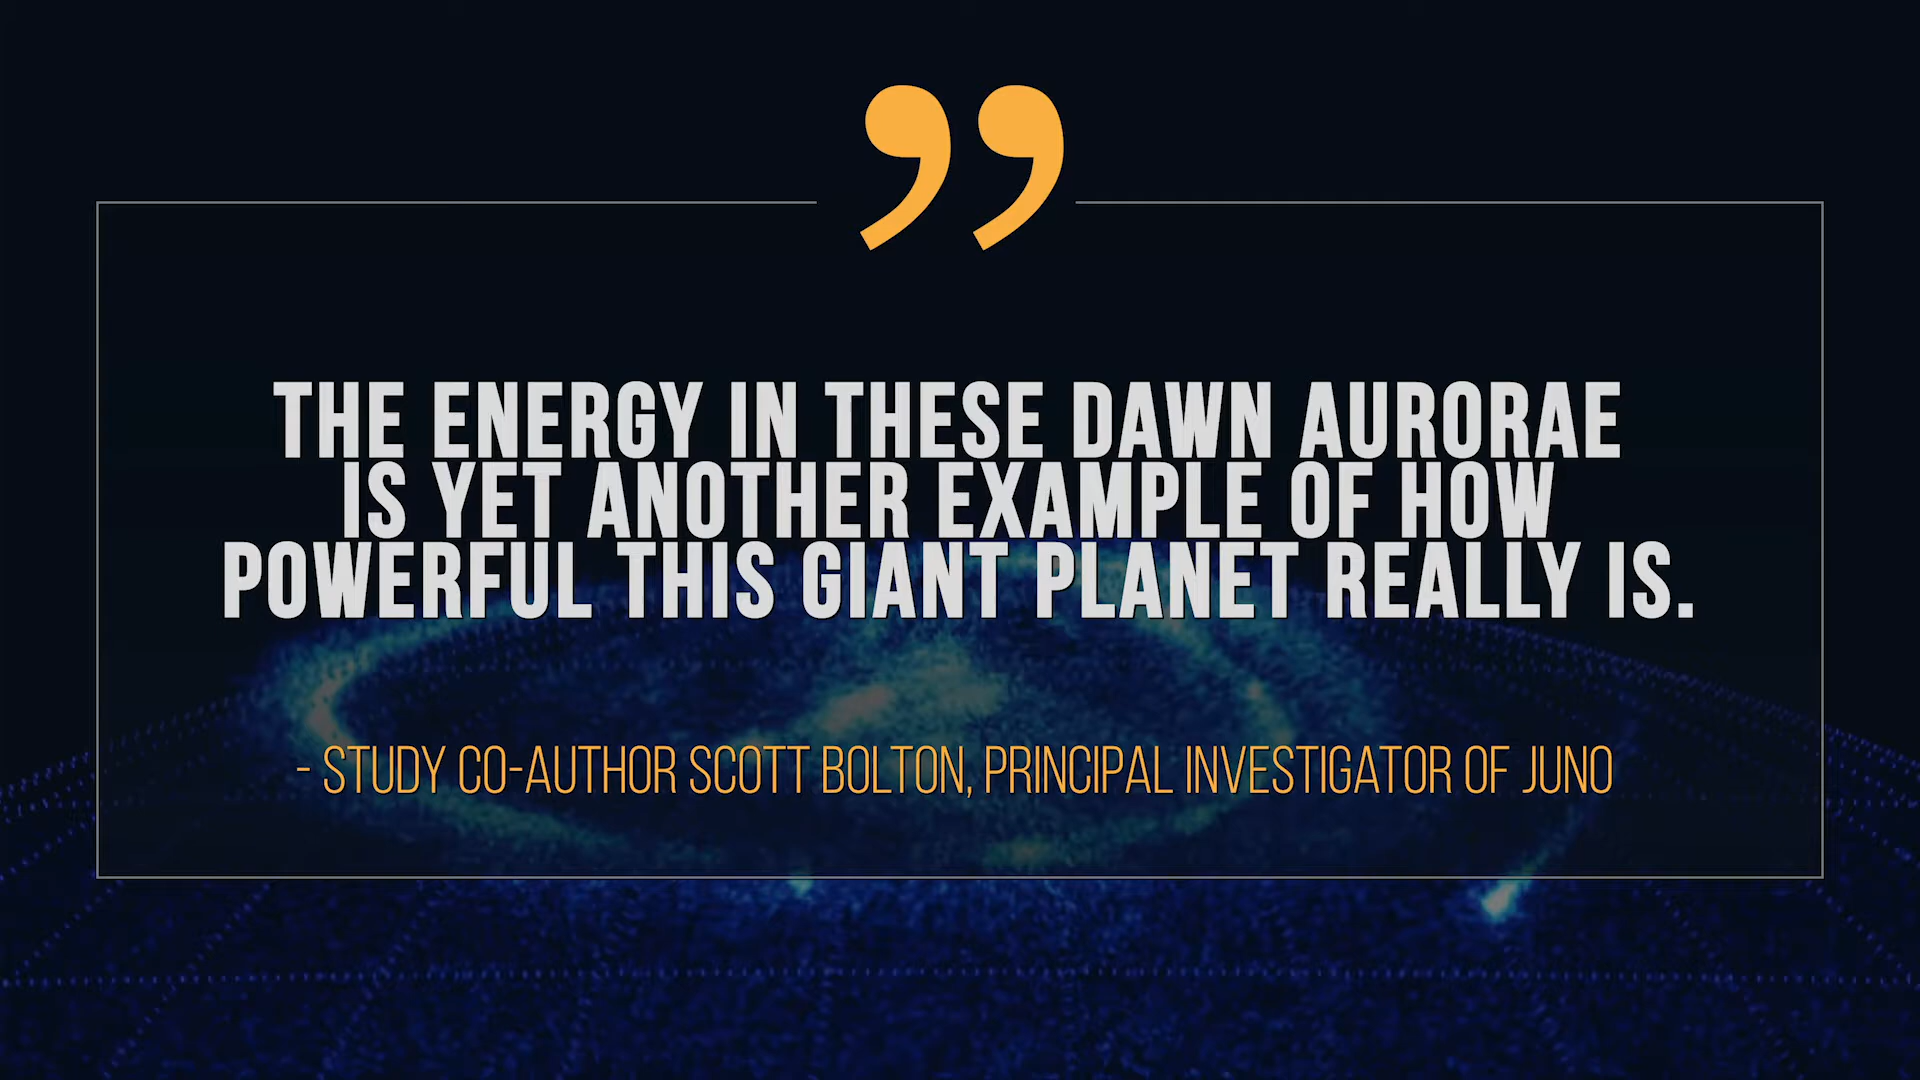 ”
THE ENERGY IN THESE DAWN AURORAE
IS YET ANOTHER EXAMPLE OF HOW
POWERFUL THIS GIANT PLANET REALLY IS.
- STUDY CO-AUTHOR SCOTT BOLTON, PRINCIPAL INVESTIGATOR OF JUNO